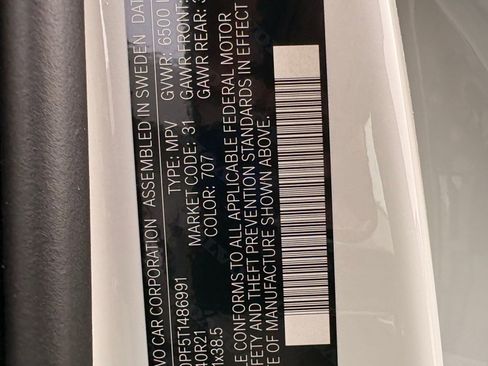 VO CAR CORPORATION ASSEMBLED IN SWEDEN DAT
TYPE: MPV GVWR: 6500 L
MARKET CODE: 31 GAWR FRONT:
COLOR: 707 GAWR REAR: 3
PF5T1486991
40R21
1x38.5
LE CONFORMS TO ALL APPLICABLE FEDERAL MOTOR
FETY AND THEFT PREVENTION STANDARDS IN EFFECT
TE OF MANUFACTURE SHOWN ABOVE.